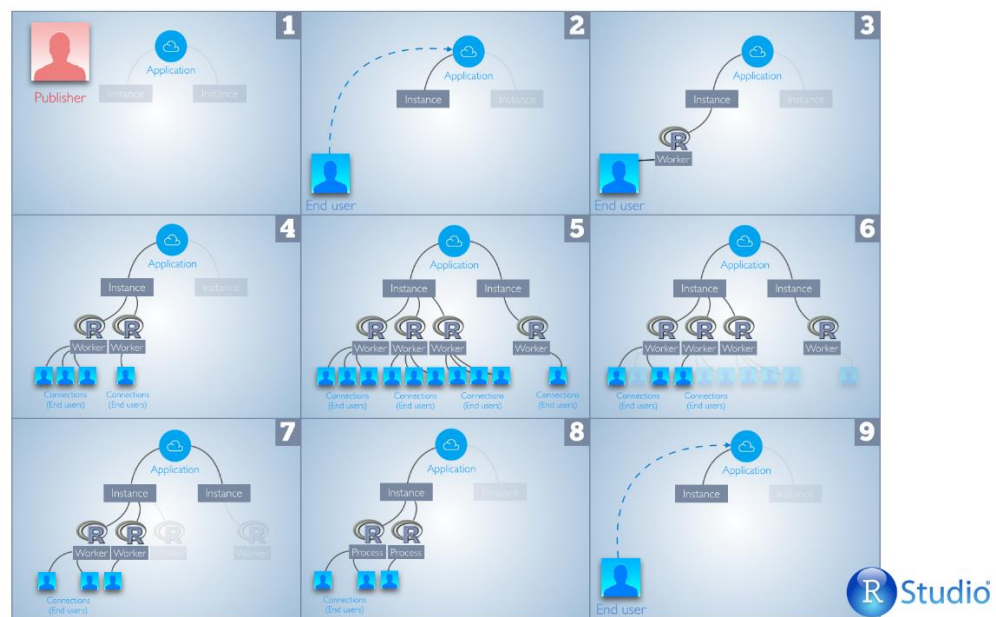 1
Application
Publisher
Instance
Instance
2
Application
Instance
Instance
End user
3
Application
Instance
Instance
R
Worker
End user
4
Application
Instance
Instance
R R
Worker Worker
Connections Connections
(End users) (End users)
5
Application
Instance
Instance
R R R R
Worker Worker Worker Worker
Connections Connections Connections Connections
(End users) (End users) (End users) (End users)
6
Application
Instance
Instance
R R R R
Worker Worker Worker Worker
Connections Connections
(End users) (End users)
7
Application
Instance
Instance
R R R R
Worker Worker Worker
Connections
(End users)
8
Application
Instance
Instance
R R
Process Process
Connections
(End users)
9
Application
Instance
Instance
End user
R Studio